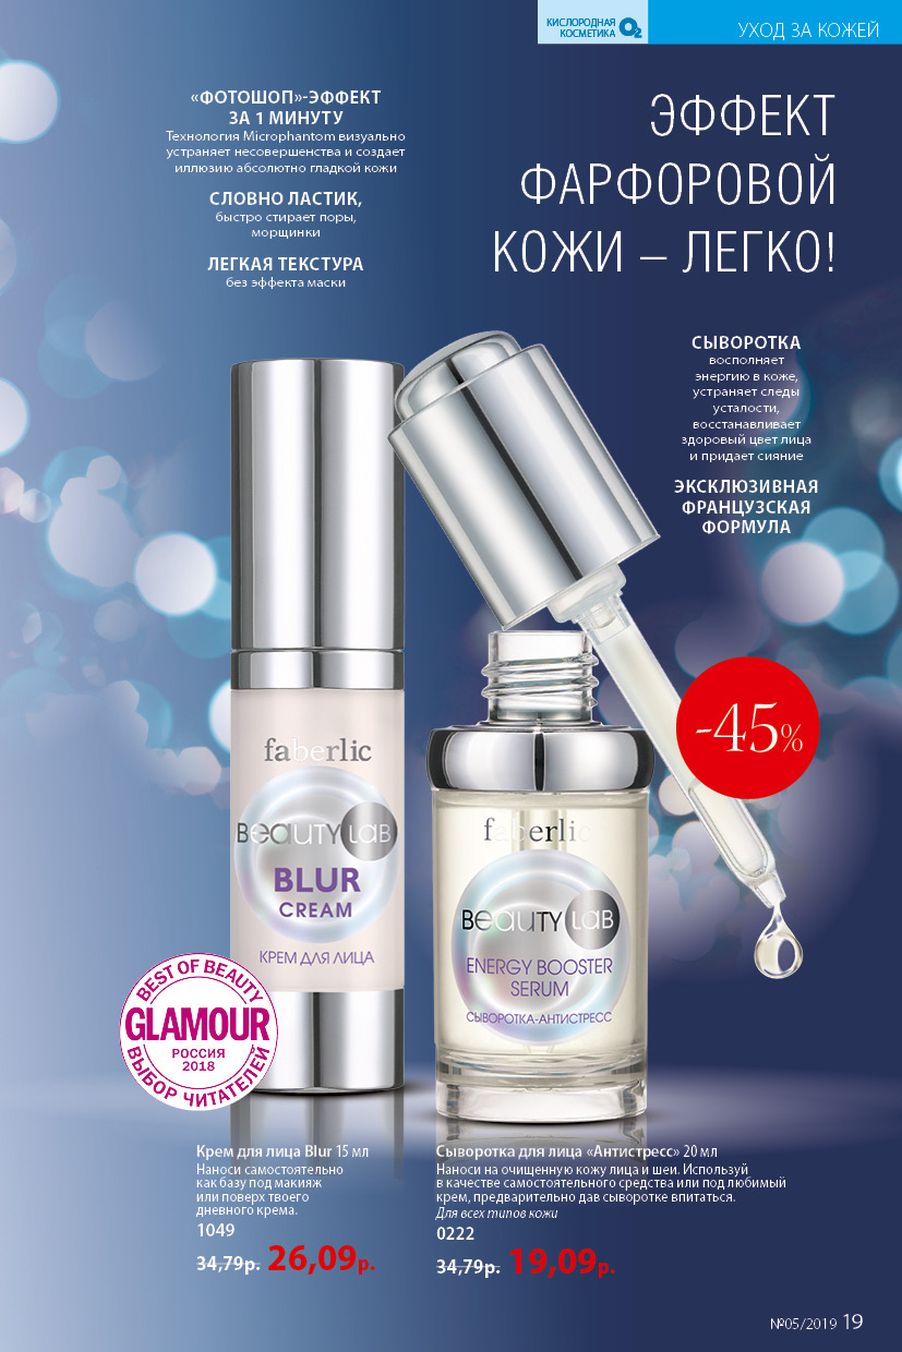 КИСЛОРОДНАЯ
КОСМЕТИКА O2
УХОД ЗА КОЖЕЙ
«ФОТОШОП»-ЭФФЕКТ
ЗА 1 МИНУТУ
Технология Microphantom визуально
устраняет несовершенства и создает
иллюзию абсолютно гладкой кожи
СЛОВНО ЛАСТИК,
быстро стирает поры,
морщинки
ЛЕГКАЯ ТЕКСТУРА
без эффекта маски
ЭФФЕКТ
ФАРФОРОВОЙ
КОЖИ – ЛЕГКО!
СЫВОРОТКА
восполняет
энергию в коже,
устраняет следы
усталости,
восстанавливает
здоровый цвет лица
и придает сияние
ЭКСКЛЮЗИВНАЯ
ФРАНЦУЗСКАЯ
ФОРМУЛА
-45%
faberlic
BEAUTY LAB
BLUR
CREAM
КРЕМ ДЛЯ ЛИЦА
faberlic
BEAUTY LAB
ENERGY BOOSTER
SERUM
СЫВОРОТКА-АНТИСТРЕСС
BEST OF BEAUTY
GLAMOUR
РОССИЯ
2018
ВЫБОР ЧИТАТЕЛЕЙ
Крем для лица Blur 15 мл
Наноси самостоятельно
как базу под макияж
или поверх твоего
дневного крема.
1049
34,79р. 26,09р.
Сыворотка для лица «Антистресс» 20 мл
Наноси на очищенную кожу лица и шеи. Используй
в качестве самостоятельного средства или под любимый
крем, предварительно дав сыворотке впитаться.
Для всех типов кожи
0222
34,79р. 19,09р.
№05/2019 19